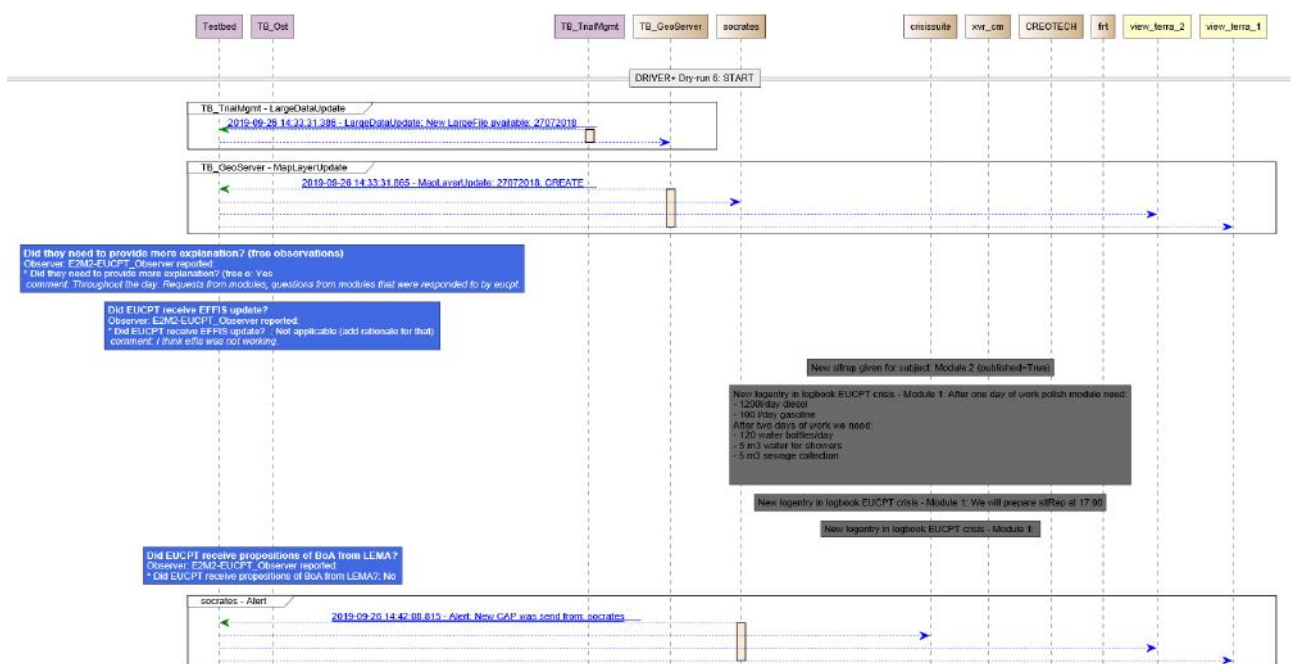 Testbed
TB_Ost
TB_TrialMgmt
TB_GeoServer
socrates
crisissuite
xvr_cm
CREOTECH
frt
view_terra_2
view_terra_1
DRIVER+ Dry-run 6: START
TB_TrialMgmt - LargeDataUpdate
2019-09-26 14:33:31.386 - LargeDataUpdate: New LargeFile available: 27072018
TB_GeoServer - MapLayerUpdate
2019-09-26 14:33:31.865 - MapLayerUpdate: 27072018, CREATE
Did they need to provide more explanation? (free observations)
Observer: E2M2-EUCPT_Observer reported:
* Did they need to provide more explanation? (free o: Yes
comment: Throughout the day. Requests from modules, questions from modules that were responded to by eucpt.
Did EUCPT receive EFFIS update?
Observer: E2M2-EUCPT_Observer reported:
* Did EUCPT receive EFFIS update? : Not applicable (add rationale for that)
comment: I think effis was not working.
New sitrep given for subject: Module 2 (published=True)
New logentry in logbook EUCPT crisis - Module 1: After one day of work polish module need:
- 1200l/day diesel
- 100 l/day gasoline
After two days of work we need:
- 120 water bottles/day
- 5 m3 water for showers
- 5 m3 sewage collection
New logentry in logbook EUCPT crisis - Module 1: We will prepare sitRep at 17:00
New logentry in logbook EUCPT crisis - Module 1:
Did EUCPT receive propositions of BoA from LEMA?
Observer: E2M2-EUCPT_Observer reported:
* Did EUCPT receive propositions of BoA from LEMA?: No
socrates - Alert
2019-09-26 14:42:08.815 - Alert: New CAP was send from: socrates